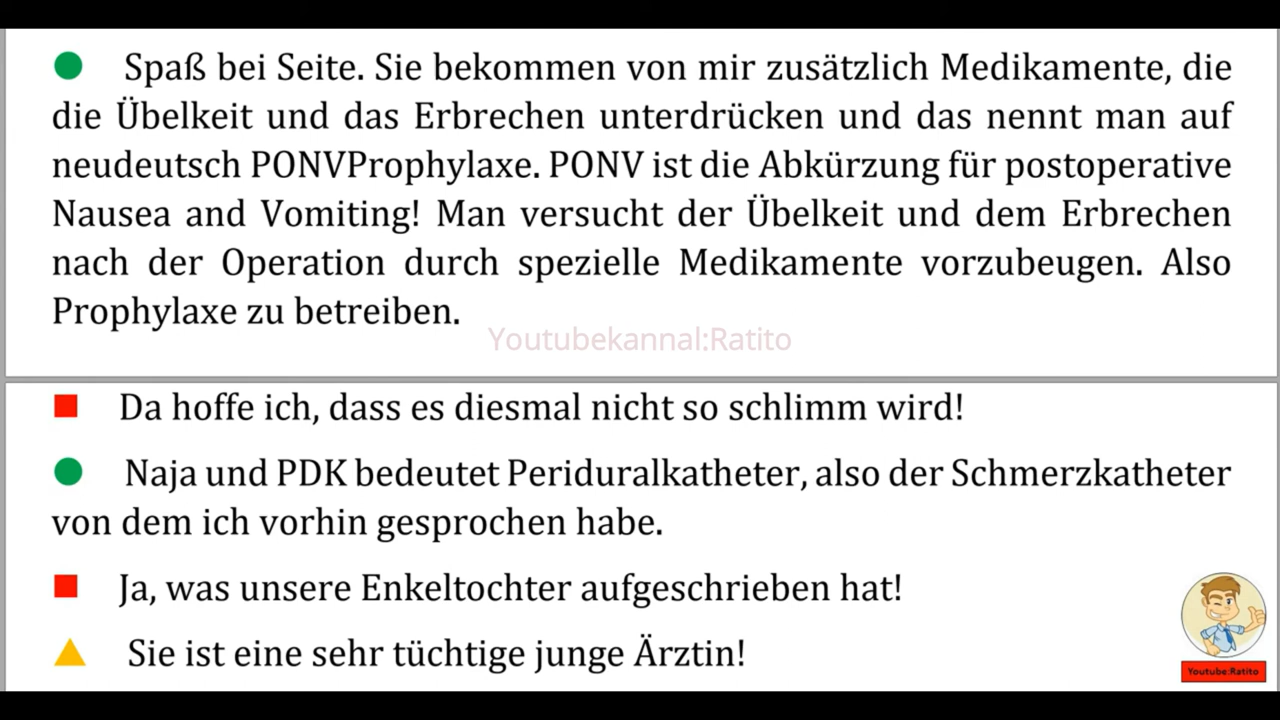 Spaß bei Seite. Sie bekommen von mir zusätzlich Medikamente, die
die Übelkeit und das Erbrechen unterdrücken und das nennt man auf
neudeutsch PONVProphylaxe. PONV ist die Abkürzung für postoperative
Nausea and Vomiting! Man versucht der Übelkeit und dem Erbrechen
nach der Operation durch spezielle Medikamente vorzubeugen. Also
Prophylaxe zu betreiben.
Youtubekannal:Ratito
Da hoffe ich, dass es diesmal nicht so schlimm wird!
Naja und PDK bedeutet Periduralkatheter, also der Schmerzkatheter
von dem ich vorhin gesprochen habe.
Ja, was unsere Enkeltochter aufgeschrieben hat!
Sie ist eine sehr tüchtige junge Ärztin!
Youtube:Ratito